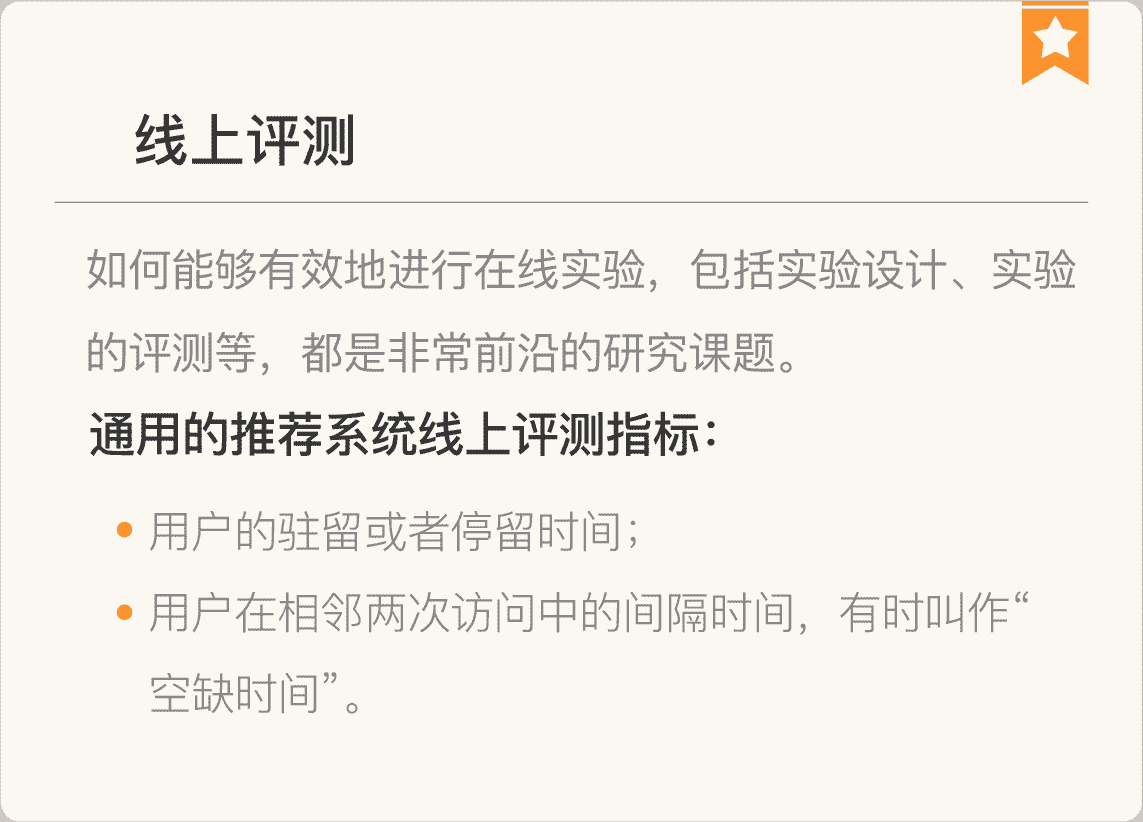 线上评测
如何能够有效地进行在线实验，包括实验设计、实验
的评测等，都是非常前沿的研究课题。
通用的推荐系统线上评测指标：
用户的驻留或者停留时间；
用户在相邻两次访问中的间隔时间，有时叫作“
空缺时间”。